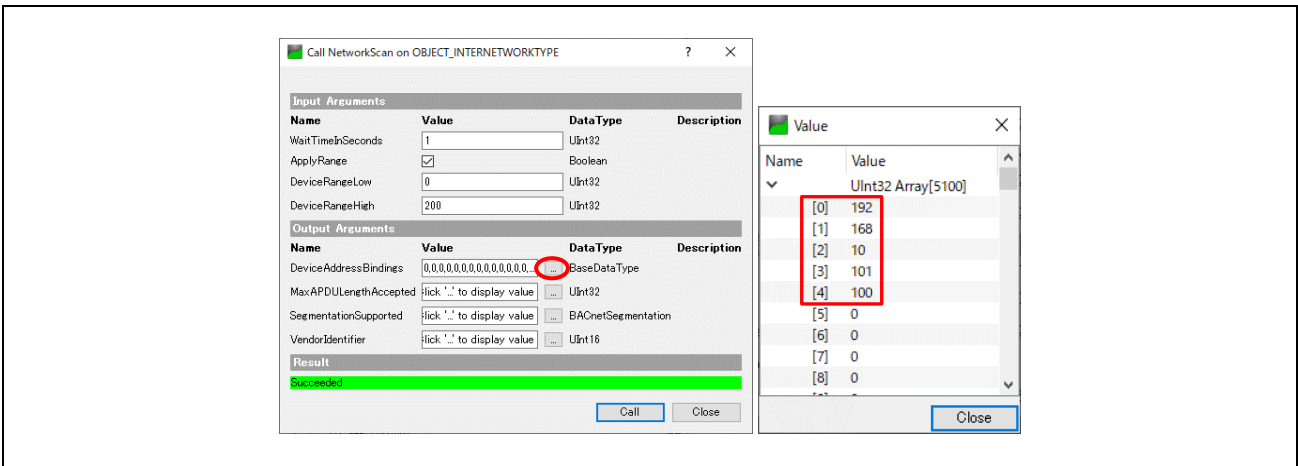 Call NetworkScan on OBJECT_INTERNETWORKTYPE ? ×
Input Arguments
Name Value DataType Description
WaitTimeInSeconds 1 UInt32
ApplyRange Boolean
DeviceRangeLow 0 UInt32
DeviceRangeHigh 200 UInt32
Output Arguments
Name Value DataType Description
DeviceAddressBindings 0,0,0,0,0,0,0,0,0,0,0,0,0,0,... ... BaseDataType
MaxAPDULengthAccepted lick '...' to display value ... UInt32
SegmentationSupported lick '...' to display value ... BACnetSegmentation
VendorIdentifier lick '...' to display value ... UInt16
Result
Succeeded
Call Close
Value ×
Name Value
UInt32 Array[5100]
[0] 192
[1] 168
[2] 10
[3] 101
[4] 100
[5] 0
[6] 0
[7] 0
[8] 0
Close